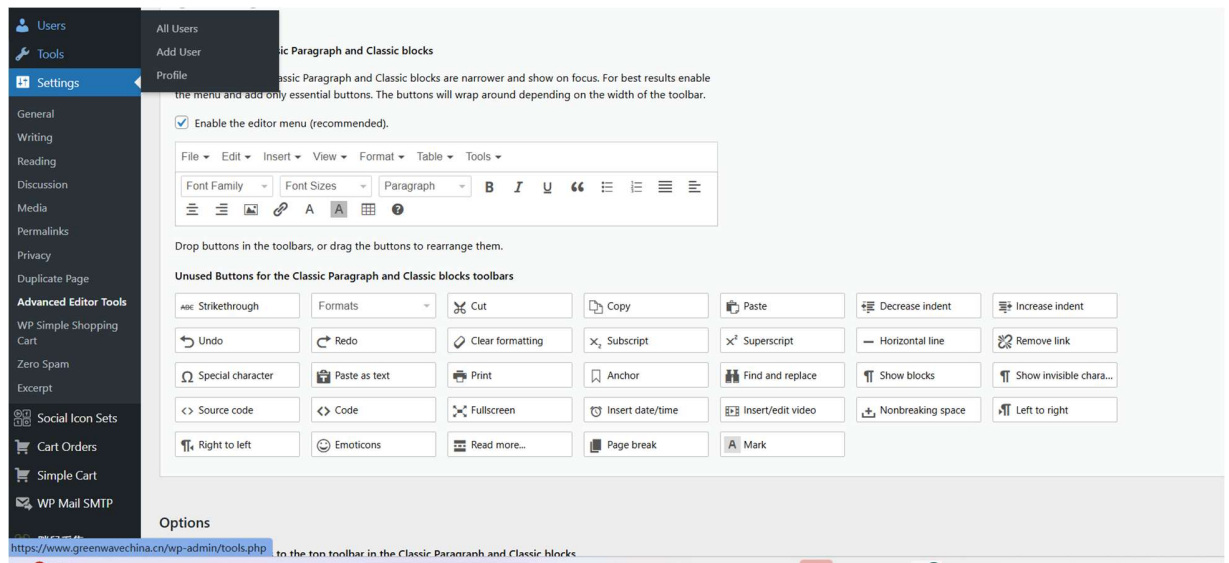 Users
Tools
Settings
General
Writing
Reading
Discussion
Media
Permalinks
Privacy
Duplicate Page
Advanced Editor Tools
WP Simple Shopping
Cart
Zero Spam
Excerpt
Social Icon Sets
Cart Orders
Simple Cart
WP Mail SMTP
https://www.greenwavechina.cn/wp-admin/tools.php
All Users
Add User
Profile
Paragraph and Classic blocks
Paragraph and Classic blocks are narrower and show on focus. For best results enable
the menu and add only essential buttons. The buttons will wrap around depending on the width of the toolbar.
Enable the editor menu (recommended).
File Edit Insert View Format Table Tools
Font Family Font Sizes Paragraph B I U
A A
Drop buttons in the toolbars, or drag the buttons to rearrange them.
Unused Buttons for the Classic Paragraph and Classic blocks toolbars
ABC Strikethrough Formats Cut Copy Paste Decrease indent Increase indent
Undo Redo Clear formatting Subscript Superscript Horizontal line Remove link
Special character Paste as text Print Anchor Find and replace Show blocks Show invisible chara...
Source code Code Fullscreen Insert date/time Insert/edit video Nonbreaking space Left to right
Right to left Emoticons Read more... Page break A Mark
Options
to the top toolbar in the Classic Paragraph and Classic blocks